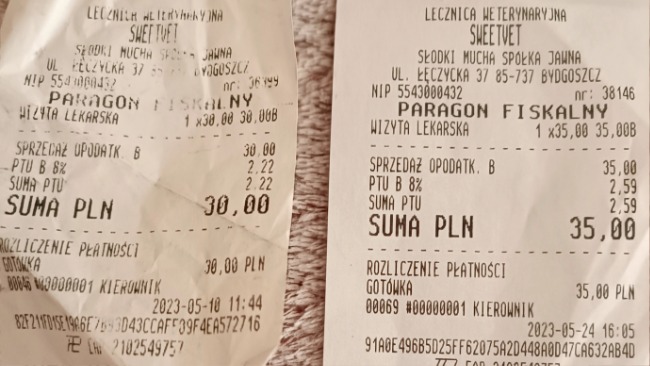 LECZNICA WETERYNARYJNA
SWEETVET
SŁODKI MUCHA SPÓŁKA JAWNA
UL. ŁĘCZYCKA 37 85-737 BYDGOSZCZ
NIP 5543000432
PARAGON FISKALNY
WIZYTA LEKARSKA 1 x30,00 30,00B
SPRZEDAŻ OPODATK. B 30,00
PTU B 8% 2,22
SUMA PTU 2,22
SUMA PLN 30,00
ROZLICZENIE PŁATNOŚCI
GOTÓWKA 30,00 PLN
#00000001 KIEROWNIK
2023-05-10 11:44
2102549757
LECZNICA WETERYNARYJNA
SWEETVET
SŁODKI MUCHA SPÓŁKA JAWNA
UL. ŁĘCZYCKA 37 85-737 BYDGOSZCZ
NIP 5543000432 nr: 38146
PARAGON FISKALNY
WIZYTA LEKARSKA 1 x35,00 35,00B
SPRZEDAŻ OPODATK. B 35,00
PTU B 8% 2,59
SUMA PTU 2,59
SUMA PLN 35,00
ROZLICZENIE PŁATNOŚCI
GOTÓWKA 35,00 PLN
00069 #00000001 KIEROWNIK
2023-05-24 16:05
91A0E496B5D25FF62075A2D448A0D47CA632AB4D